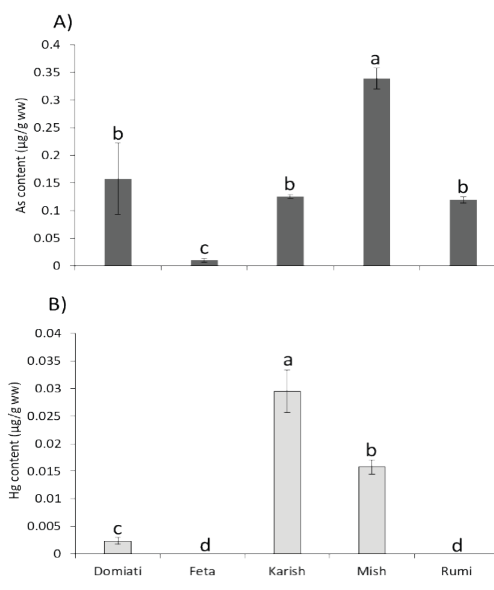 A)
As content (µg/g ww)
0.4
0.35
0.3
0.25
0.2
0.15
0.1
0.05
0
b
c
b
a
b
B)
Hg content (µg/g ww)
0.04
0.035
0.03
0.025
0.02
0.015
0.01
0.005
0
c
d
a
b
d
Domiati Feta Karish Mish Rumi